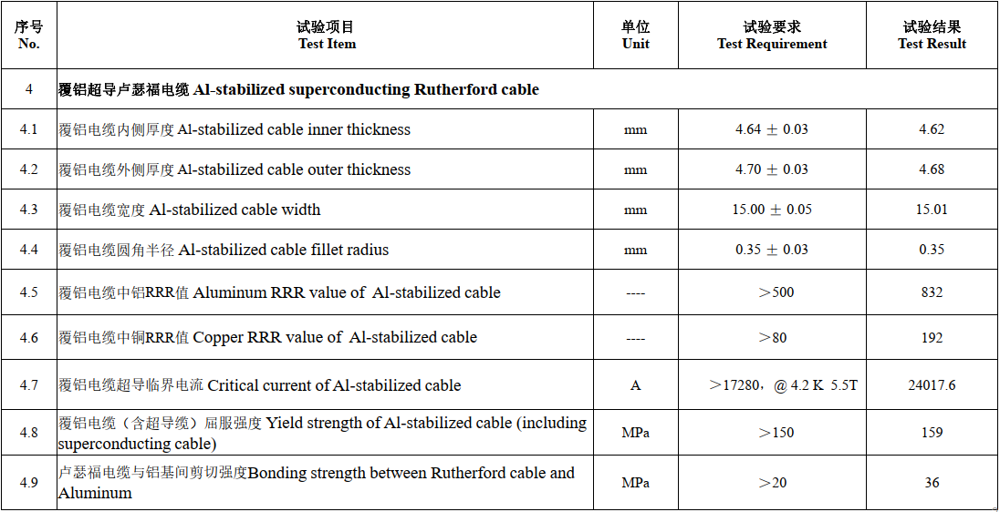 序号 试验项目 单位 试验要求 试验结果
No. Test Item Unit Test Requirement Test Result
4 覆铝超导卢瑟福电缆 Al-stabilized superconducting Rutherford cable
4.1 覆铝电缆内侧厚度 Al-stabilized cable inner thickness mm 4.64 ± 0.03 4.62
4.2 覆铝电缆外侧厚度 Al-stabilized cable outer thickness mm 4.70 ± 0.03 4.68
4.3 覆铝电缆宽度 Al-stabilized cable width mm 15.00 ± 0.05 15.01
4.4 覆铝电缆圆角半径 Al-stabilized cable fillet radius mm 0.35 ± 0.03 0.35
4.5 覆铝电缆中铝RRR值 Aluminum RRR value of Al-stabilized cable ---- ＞500 832
4.6 覆铝电缆中铜RRR值 Copper RRR value of Al-stabilized cable ---- ＞80 192
4.7 覆铝电缆超导临界电流 Critical current of Al-stabilized cable A ＞17280，@ 4.2 K 5.5T 24017.6
4.8 覆铝电缆（含超导缆）屈服强度 Yield strength of Al-stabilized cable (including
superconducting cable) MPa ＞150 159
4.9 卢瑟福电缆与铝基间剪切强度Bonding strength between Rutherford cable and
Aluminum MPa ＞20 36